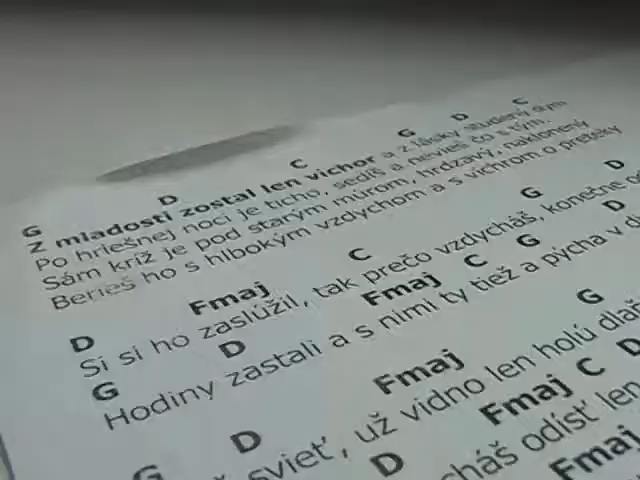 G D C G D C
Z mladosti zostal len vichor a z lásky studený dym
Po hriešnej noci je ticho, sedíš a nevieš čo s tým.
Sám kríž je pod starým múrom, hrdzavý, naklonený
Berieš ho s hlbokým vzdychom a s vichrom o preteky
D Fmaj C G D
Si si ho zaslúžil, tak prečo vzdycháš, konečne
G D Fmaj C G D
Hodiny zastali a s nimi ty tiež a pýcha v
G D Fmaj G
svieť, už vidno len holú
D Fmaj C D
odísť len
Fmaj